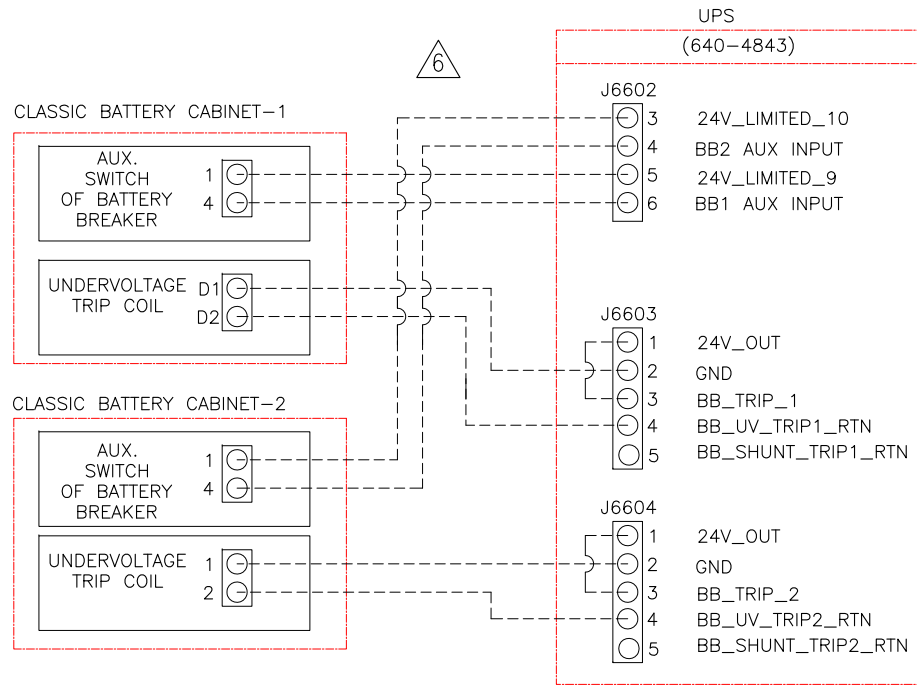 UPS
(640-4843)
6
CLASSIC BATTERY CABINET-1
AUX.
SWITCH
OF BATTERY
BREAKER
1
4
UNDERVOLTAGE
TRIP COIL
D1
D2
CLASSIC BATTERY CABINET-2
AUX.
SWITCH
OF BATTERY
BREAKER
1
4
UNDERVOLTAGE
TRIP COIL
1
2
J6602
3 24V_LIMITED_10
4 BB2 AUX INPUT
5 24V_LIMITED_9
6 BB1 AUX INPUT
J6603
1 24V_OUT
2 GND
3 BB_TRIP_1
4 BB_UV_TRIP1_RTN
5 BB_SHUNT_TRIP1_RTN
J6604
1 24V_OUT
2 GND
3 BB_TRIP_2
4 BB_UV_TRIP2_RTN
5 BB_SHUNT_TRIP2_RTN